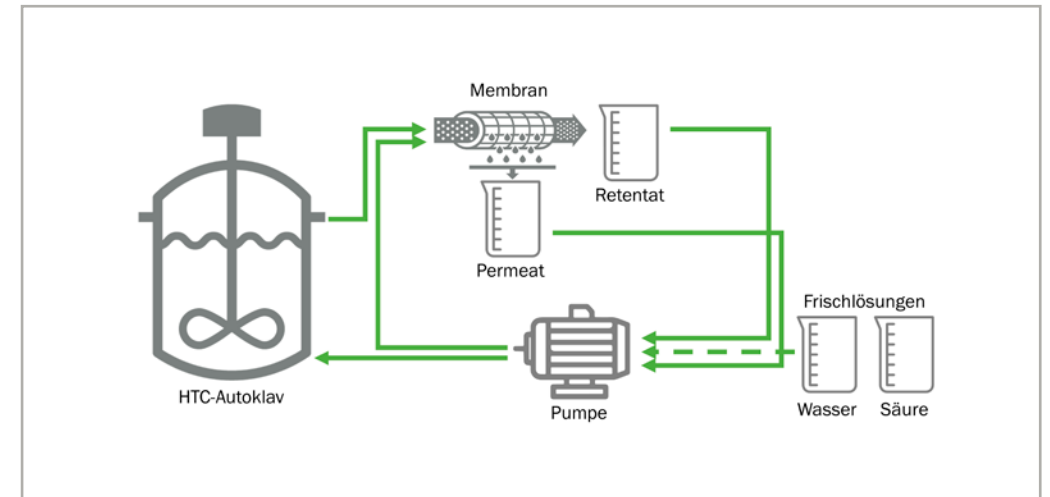 Membran
Retentat
Permeat
Frischlösungen
HTC-Autoklav
Pumpe
Wasser
Säure